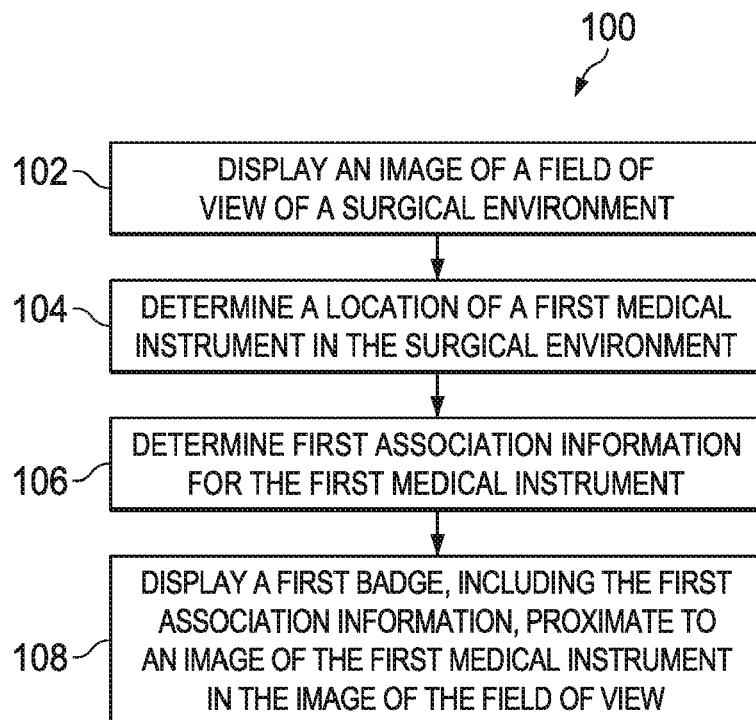 100
102
DISPLAY AN IMAGE OF A FIELD OF
VIEW OF A SURGICAL ENVIRONMENT
104
DETERMINE A LOCATION OF A FIRST MEDICAL
INSTRUMENT IN THE SURGICAL ENVIRONMENT
106
DETERMINE FIRST ASSOCIATION INFORMATION
FOR THE FIRST MEDICAL INSTRUMENT
108
DISPLAY A FIRST BADGE, INCLUDING THE FIRST
ASSOCIATION INFORMATION, PROXIMATE TO
AN IMAGE OF THE FIRST MEDICAL INSTRUMENT
IN THE IMAGE OF THE FIELD OF VIEW